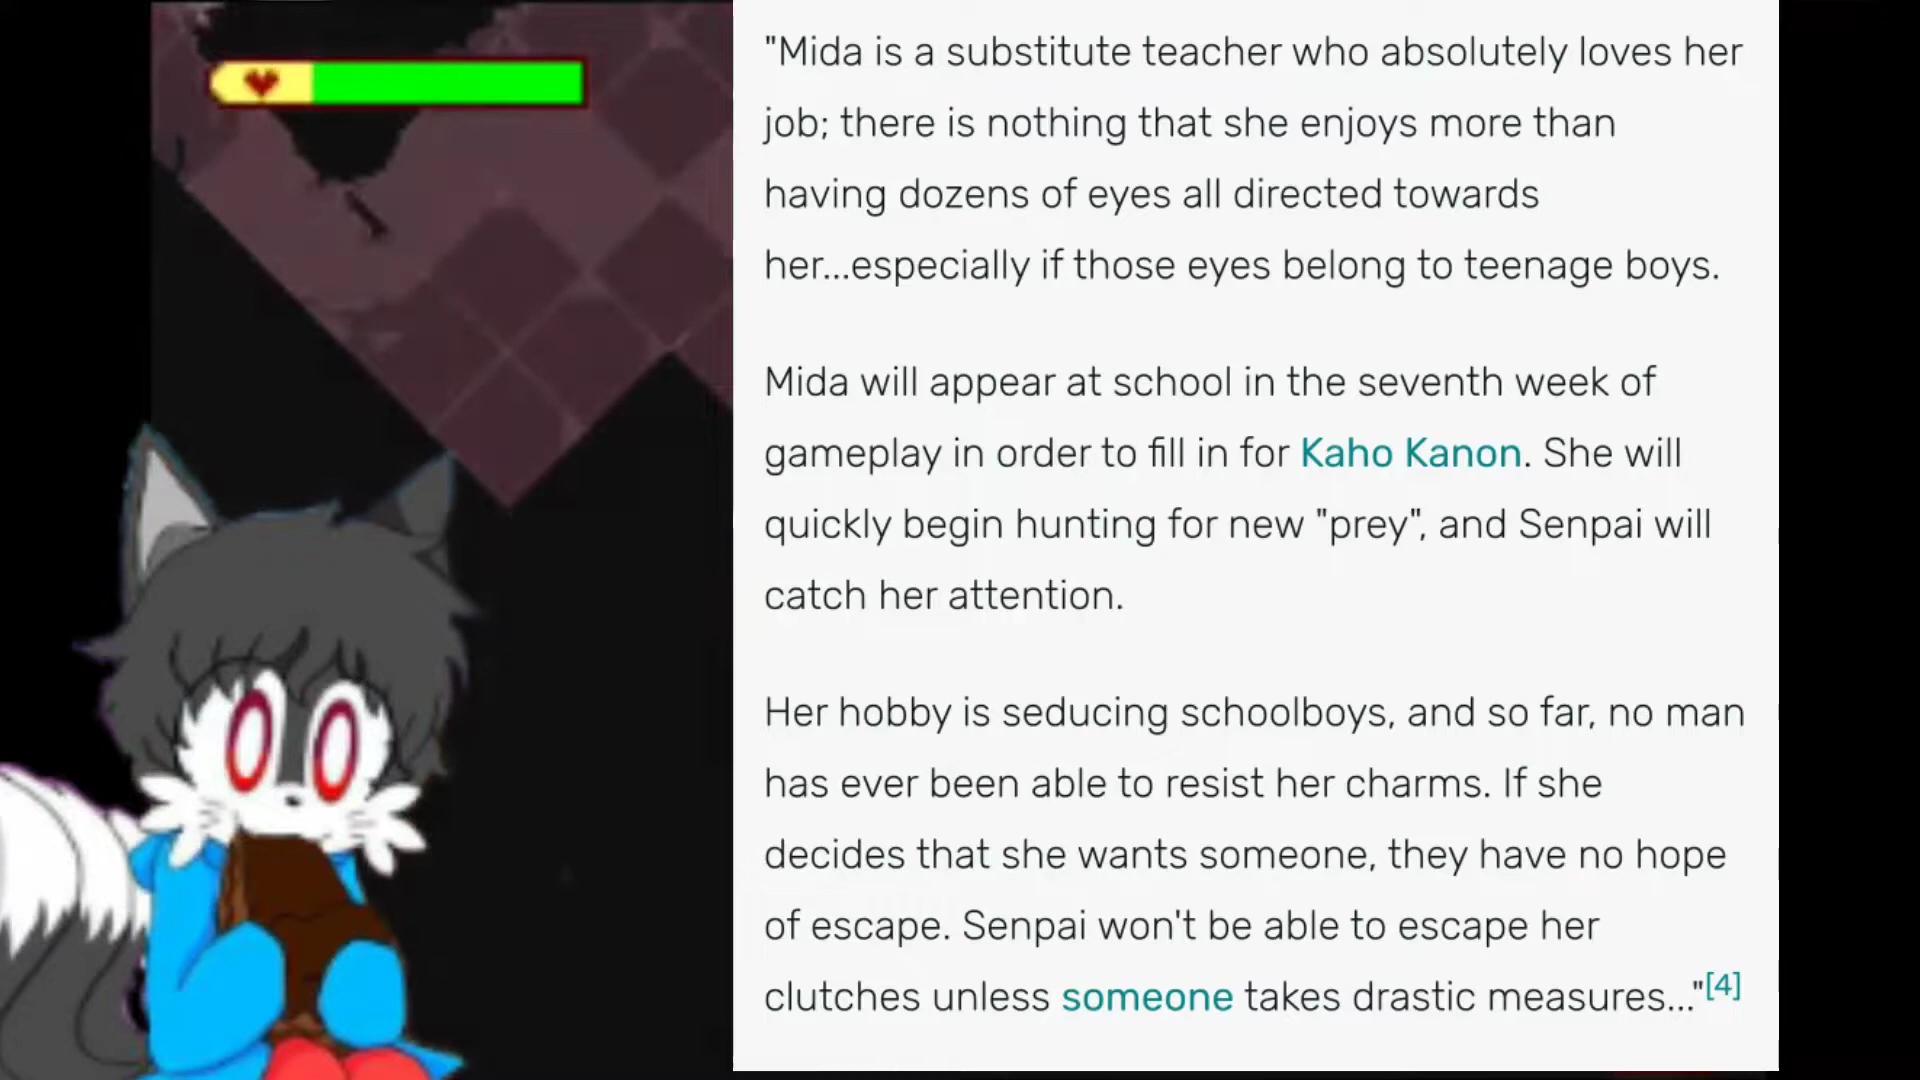 "Mida is a substitute teacher who absolutely loves her
job; there is nothing that she enjoys more than
having dozens of eyes all directed towards
her...especially if those eyes belong to teenage boys.
Mida will appear at school in the seventh week of
gameplay in order to fill in for Kaho Kanon. She will
quickly begin hunting for new "prey", and Senpai will
catch her attention.
Her hobby is seducing schoolboys, and so far, no man
has ever been able to resist her charms. If she
decides that she wants someone, they have no hope
of escape. Senpai won't be able to escape her
clutches unless someone takes drastic measures..."[4]